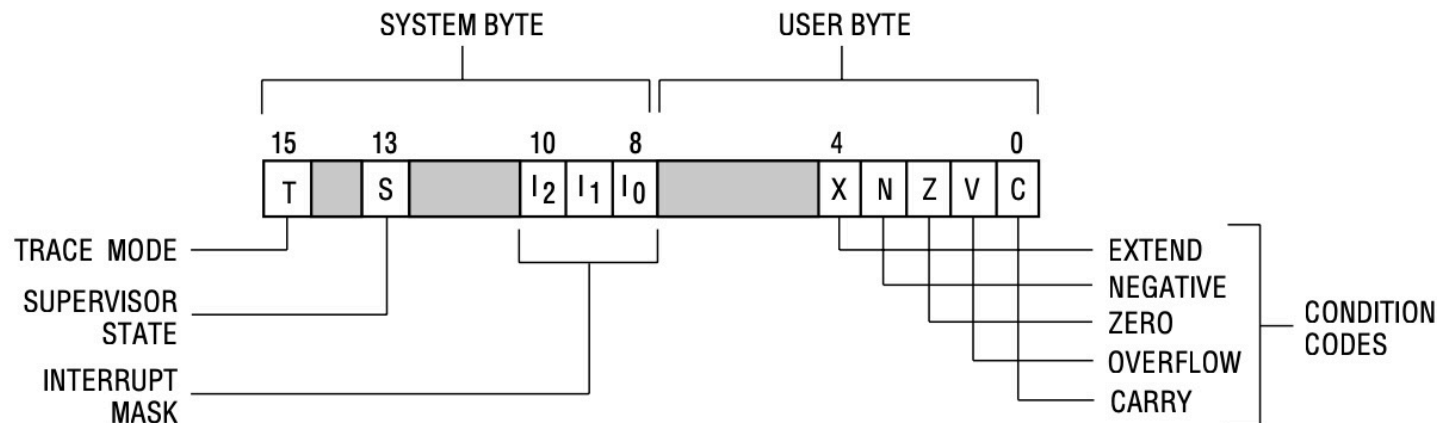 SYSTEM BYTE USER BYTE
15 13 10 8 4 0
T S I2 I1 I0 X N Z V C
TRACE MODE
SUPERVISOR
STATE
INTERRUPT
MASK
EXTEND
NEGATIVE
ZERO
OVERFLOW
CARRY
CONDITION
CODES